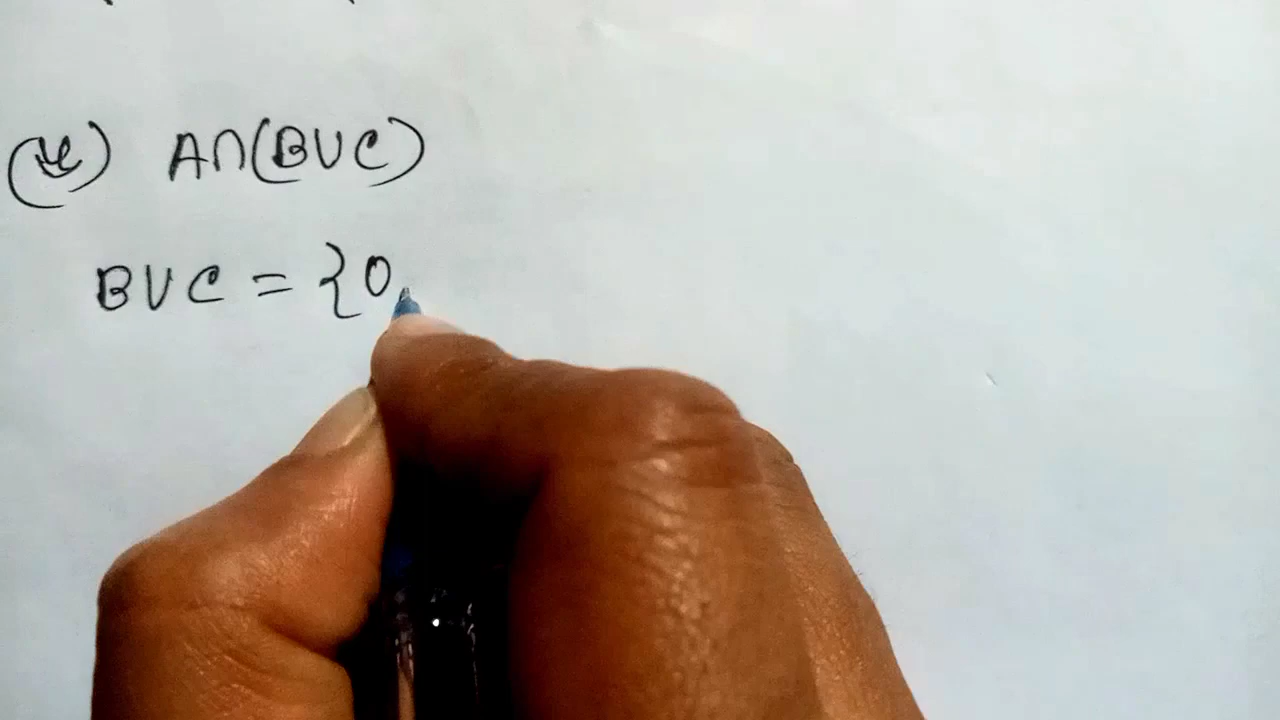 A∩(B∪C)
B∪C = {0,